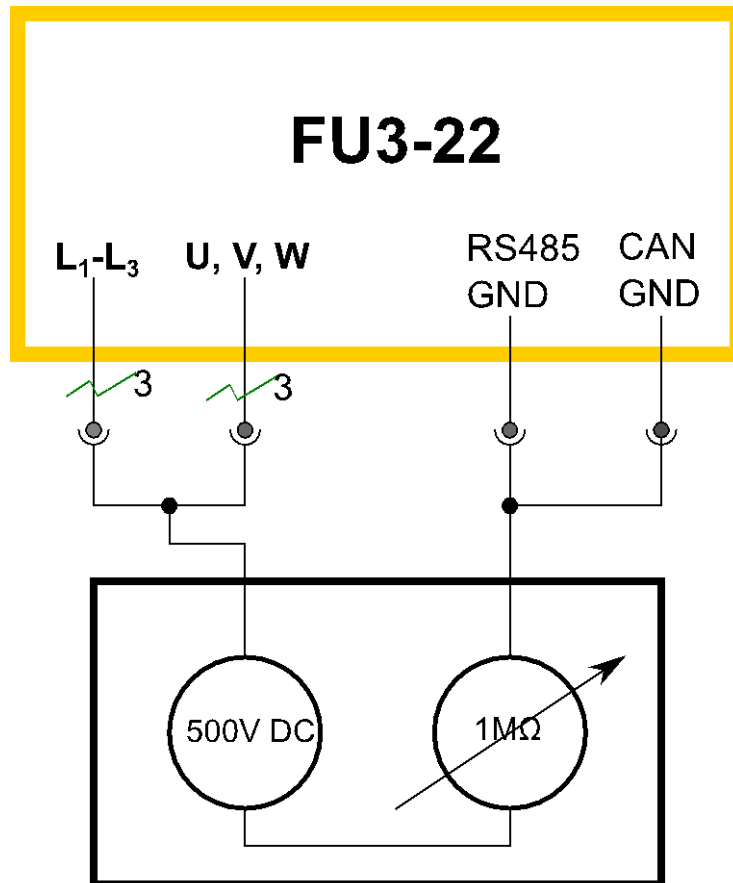 FU3-22
L₁-L₃ U, V, W
RS485 CAN
GND GND
3 3
500V DC 1MΩ